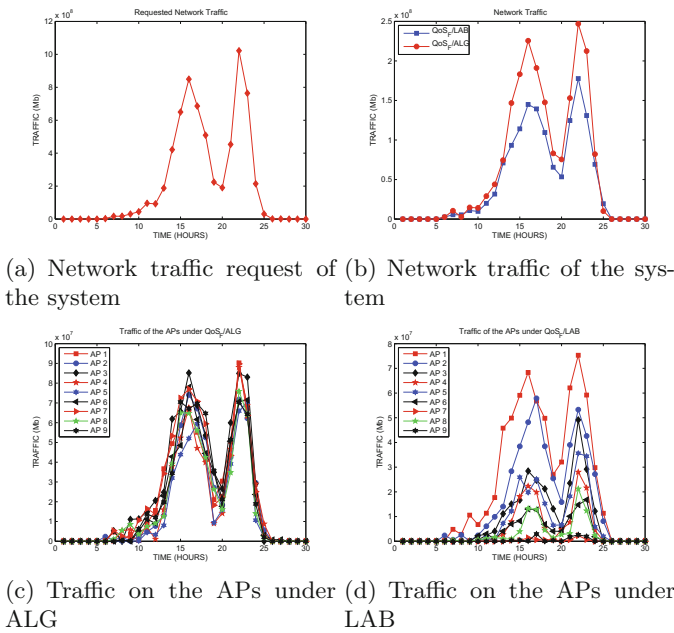 Requested Network Traffic
x 10^8
12
10
8
6
4
2
0
TRAFFIC (Mb)
0 5 10 15 20 25 30
TIME (HOURS)
Network Traffic
x 10^8
2.5
2
1.5
1
0.5
0
TRAFFIC (Mb)
QoS_F/LAB
QoS_F/ALG
0 5 10 15 20 25 30
TIME (HOURS)
(a) Network traffic request of
the system
(b) Network traffic of the sys-
tem
Traffic of the APs under QoS_F/ALG
x 10^7
10
9
8
7
6
5
4
3
2
1
0
TRAFFIC (Mb)
AP 1
AP 2
AP 3
AP 4
AP 5
AP 6
AP 7
AP 8
AP 9
0 5 10 15 20 25 30
TIME (HOURS)
Traffic of the APs under QoS_F/LAB
x 10^7
8
7
6
5
4
3
2
1
0
TRAFFIC (Mb)
AP 1
AP 2
AP 3
AP 4
AP 5
AP 6
AP 7
AP 8
AP 9
0 5 10 15 20 25 30
TIME (HOURS)
(c) Traffic on the APs under
ALG
(d) Traffic on the APs under
LAB